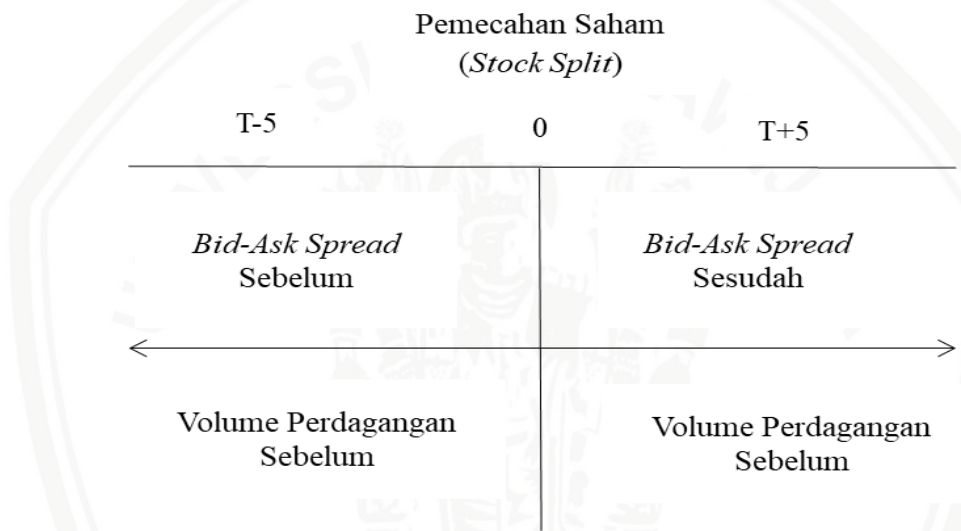 Pemecahan Saham
(Stock Split)
T-5 0 T+5
Bid-Ask Spread
Sebelum
Bid-Ask Spread
Sesudah
Volume Perdagangan
Sebelum
Volume Perdagangan
Sebelum